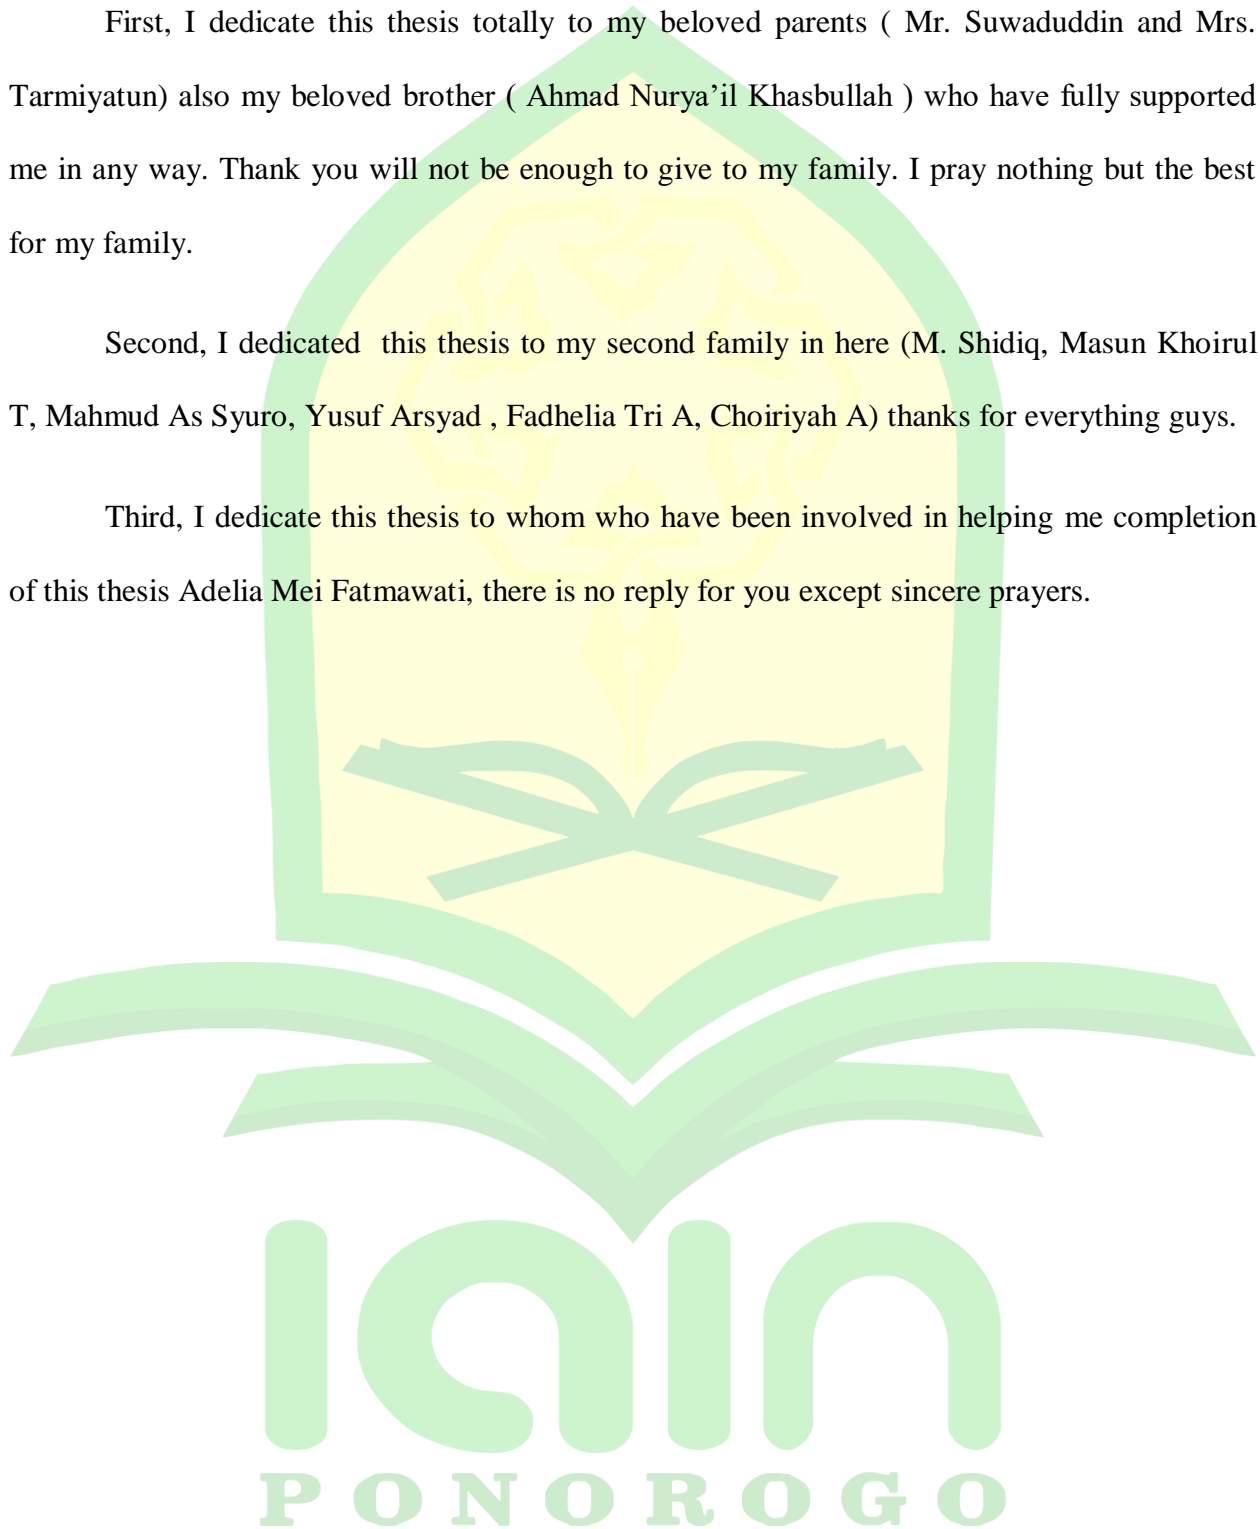 First, I dedicate this thesis totally to my beloved parents ( Mr. Suwaduddin and Mrs.
Tarmiyatun) also my beloved brother ( Ahmad Nurya’il Khasbullah ) who have fully supported
me in any way. Thank you will not be enough to give to my family. I pray nothing but the best
for my family.
Second, I dedicated  this thesis to my second family in here (M. Shidiq, Masun Khoirul
T, Mahmud As Syuro, Yusuf Arsyad , Fadhelia Tri A, Choiriyah A) thanks for everything guys.
Third, I dedicate this thesis to whom who have been involved in helping me completion
of this thesis Adelia Mei Fatmawati, there is no reply for you except sincere prayers.
iain
PONOROGO